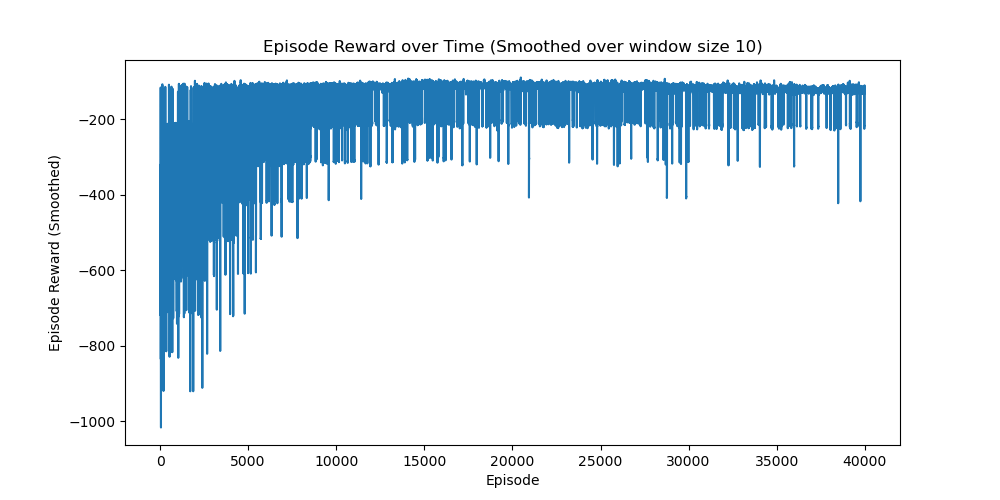 Episode Reward over Time (Smoothed over window size 10)
Episode Reward (Smoothed)
−200
−400
−600
−800
−1000
0 5000 10000 15000 20000 25000 30000 35000 40000
Episode